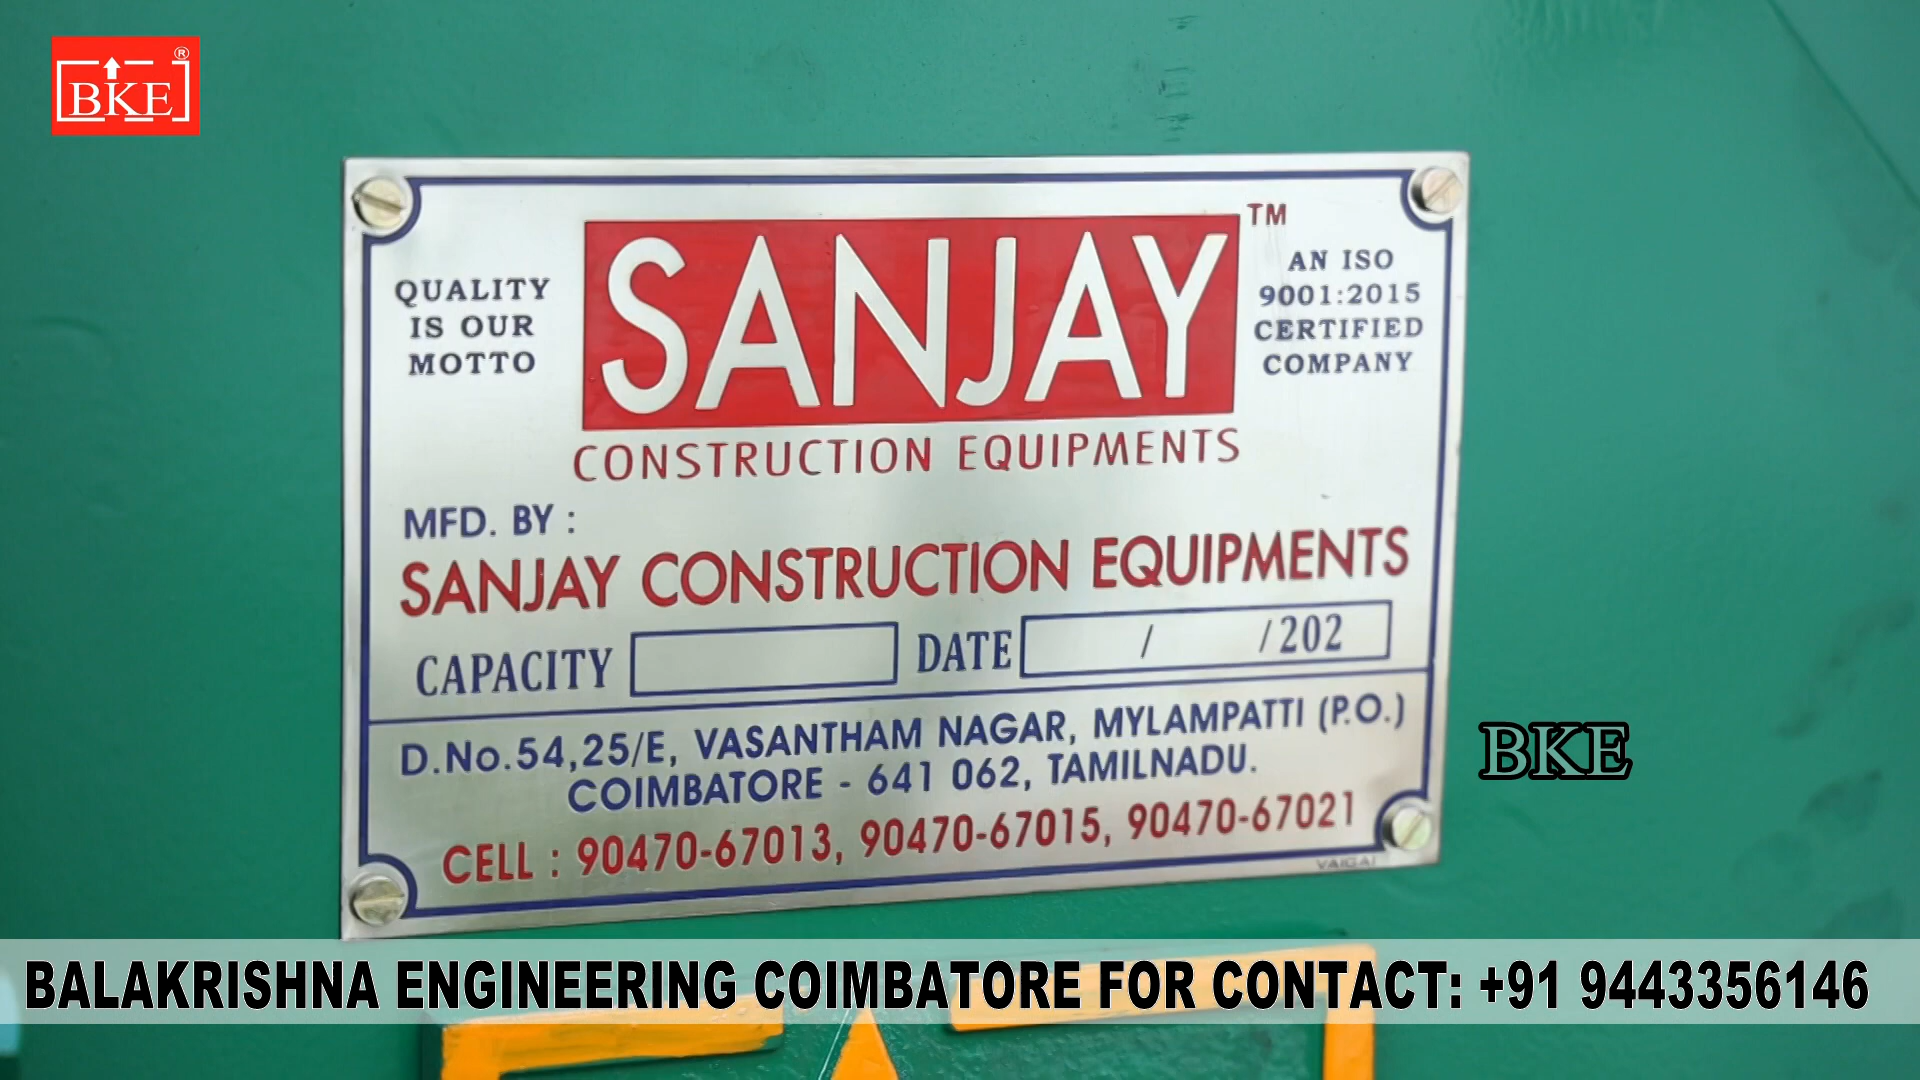 BKE®
SANJAY™
CONSTRUCTION EQUIPMENTS
QUALITY
IS OUR
MOTTO
AN ISO
9001:2015
CERTIFIED
COMPANY
MFD. BY :
SANJAY CONSTRUCTION EQUIPMENTS
CAPACITY DATE / /202
D.No.54,25/E, VASANTHAM NAGAR, MYLAMPATTI (P.O.)
COIMBATORE - 641 062, TAMILNADU.
CELL : 90470-67013, 90470-67015, 90470-67021
VAIGAI
BKE
BALAKRISHNA ENGINEERING COIMBATORE FOR CONTACT: +91 9443356146